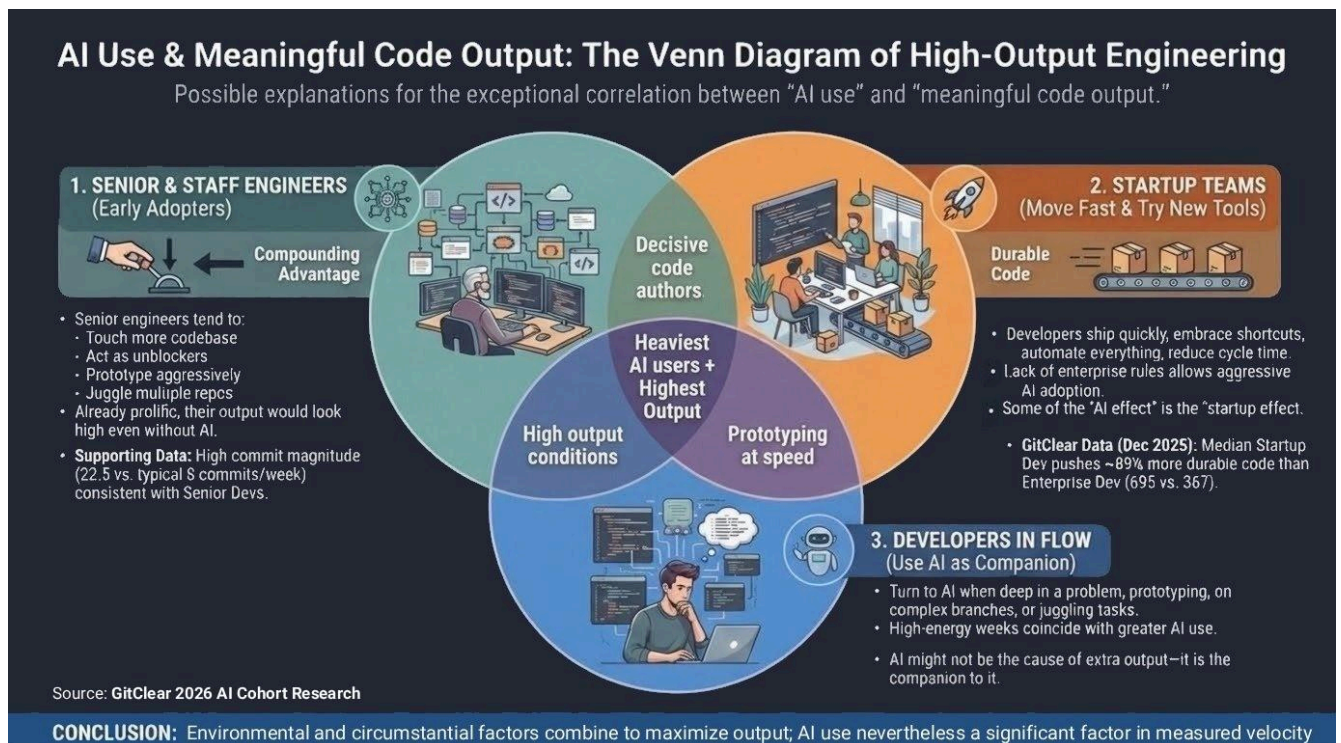 AI Use & Meaningful Code Output: The Venn Diagram of High-Output Engineering
Possible explanations for the exceptional correlation between “AI use” and “meaningful code output.”
1. SENIOR & STAFF ENGINEERS
(Early Adopters)
Compounding
Advantage
• Senior engineers tend to:
- Touch more codebase
- Act as unblockers
- Prototype aggressively
- Juggle multiple repos
• Already prolific, their output would look
high even without AI.
• Supporting Data: High commit magnitude
(22.5 vs. typical 8 commits/week)
consistent with Senior Devs.
2. STARTUP TEAMS
(Move Fast & Try New Tools)
Durable
Code
• Developers ship quickly, embrace shortcuts,
automate everything, reduce cycle time.
• Lack of enterprise rules allows aggressive
AI adoption.
• Some of the "AI effect" is the "startup effect.
• GitClear Data (Dec 2025): Median Startup
Dev pushes ~89% more durable code than
Enterprise Dev (695 vs. 367).
Decisive
code
authors
Heaviest
AI users +
Highest
Output
High output
conditions
Prototyping
at speed
</>
</>
</>
3. DEVELOPERS IN FLOW
(Use AI as Companion)
• Turn to AI when deep in a problem, prototyping, on
complex branches, or juggling tasks.
• High-energy weeks coincide with greater AI use.
• AI might not be the cause of extra output—it is the
companion to it.
Source: GitClear 2026 AI Cohort Research
CONCLUSION: Environmental and circumstantial factors combine to maximize output; AI use nevertheless a significant factor in measured velocity